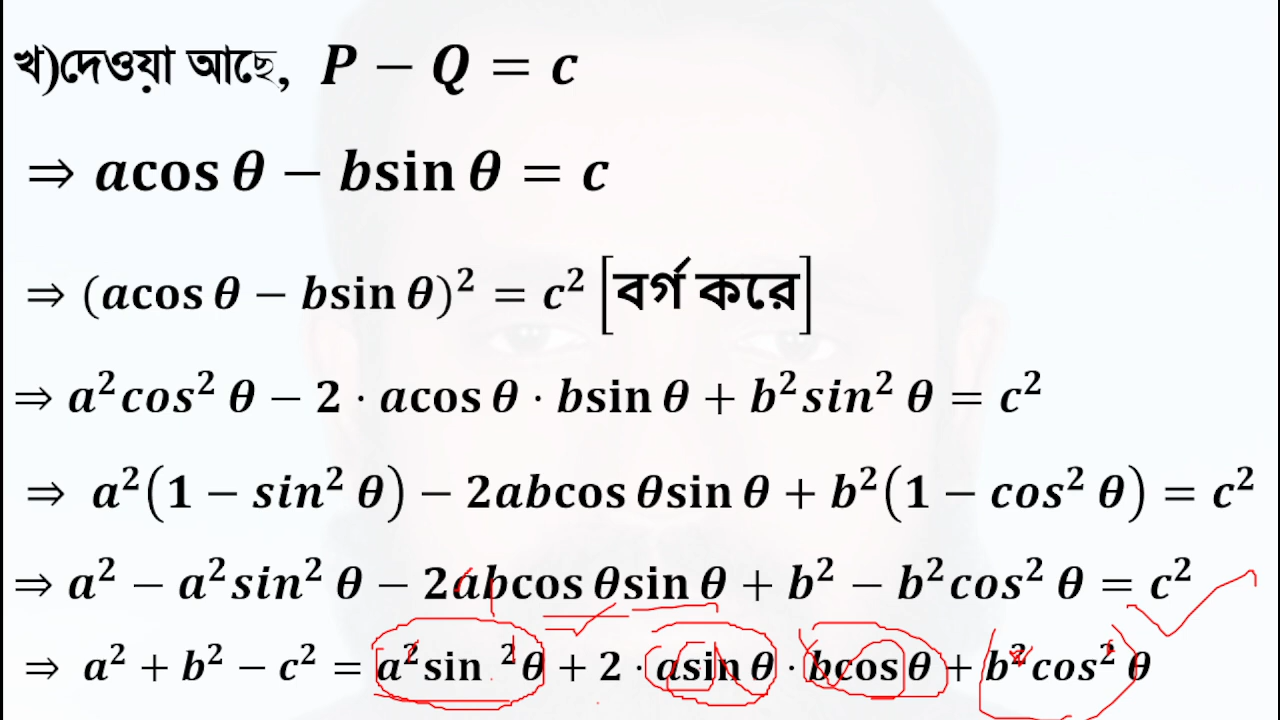 খ)দেওয়া আছে, P − Q = c
⇒ acos θ − bsin θ = c
⇒ (acos θ − bsin θ)² = c² [বর্গ করে]
⇒ a²cos² θ − 2 · acos θ · bsin θ + b²sin² θ = c²
⇒ a²(1 − sin² θ) − 2abcos θsin θ + b²(1 − cos² θ) = c²
⇒ a² − a²sin² θ − 2abcos θsin θ + b² − b²cos² θ = c²
⇒ a² + b² − c² = a²sin ²θ + 2 · asin θ · bcos θ + b²cos² θ